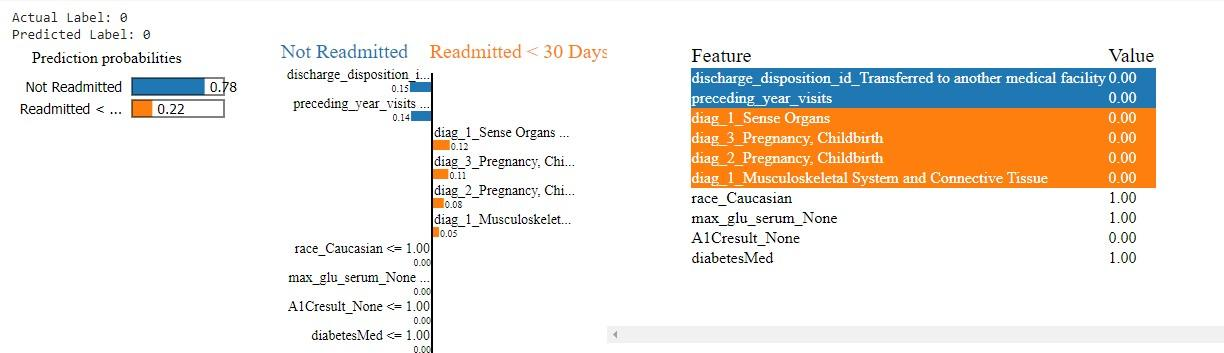 Actual Label: 0
Predicted Label: 0
Prediction probabilities
Not Readmitted 0.78
Readmitted < ... 0.22
Not Readmitted Readmitted < 30 Days
discharge_disposition_i...
0.15
preceding_year_visits ...
0.14
diag_1_Sense Organs ...
0.12
diag_3_Pregnancy, Chi...
0.11
diag_2_Pregnancy, Chi...
0.08
diag_1_Musculoskelet...
0.05
race_Caucasian <= 1.00
0.00
max_glu_serum_None ...
0.00
A1Cresult_None <= 1.00
0.00
diabetesMed <= 1.00
0.00
Feature Value
discharge_disposition_id_Transferred to another medical facility 0.00
preceding_year_visits 0.00
diag_1_Sense Organs 0.00
diag_3_Pregnancy, Childbirth 0.00
diag_2_Pregnancy, Childbirth 0.00
diag_1_Musculoskeletal System and Connective Tissue 0.00
race_Caucasian 1.00
max_glu_serum_None 1.00
A1Cresult_None 0.00
diabetesMed 1.00